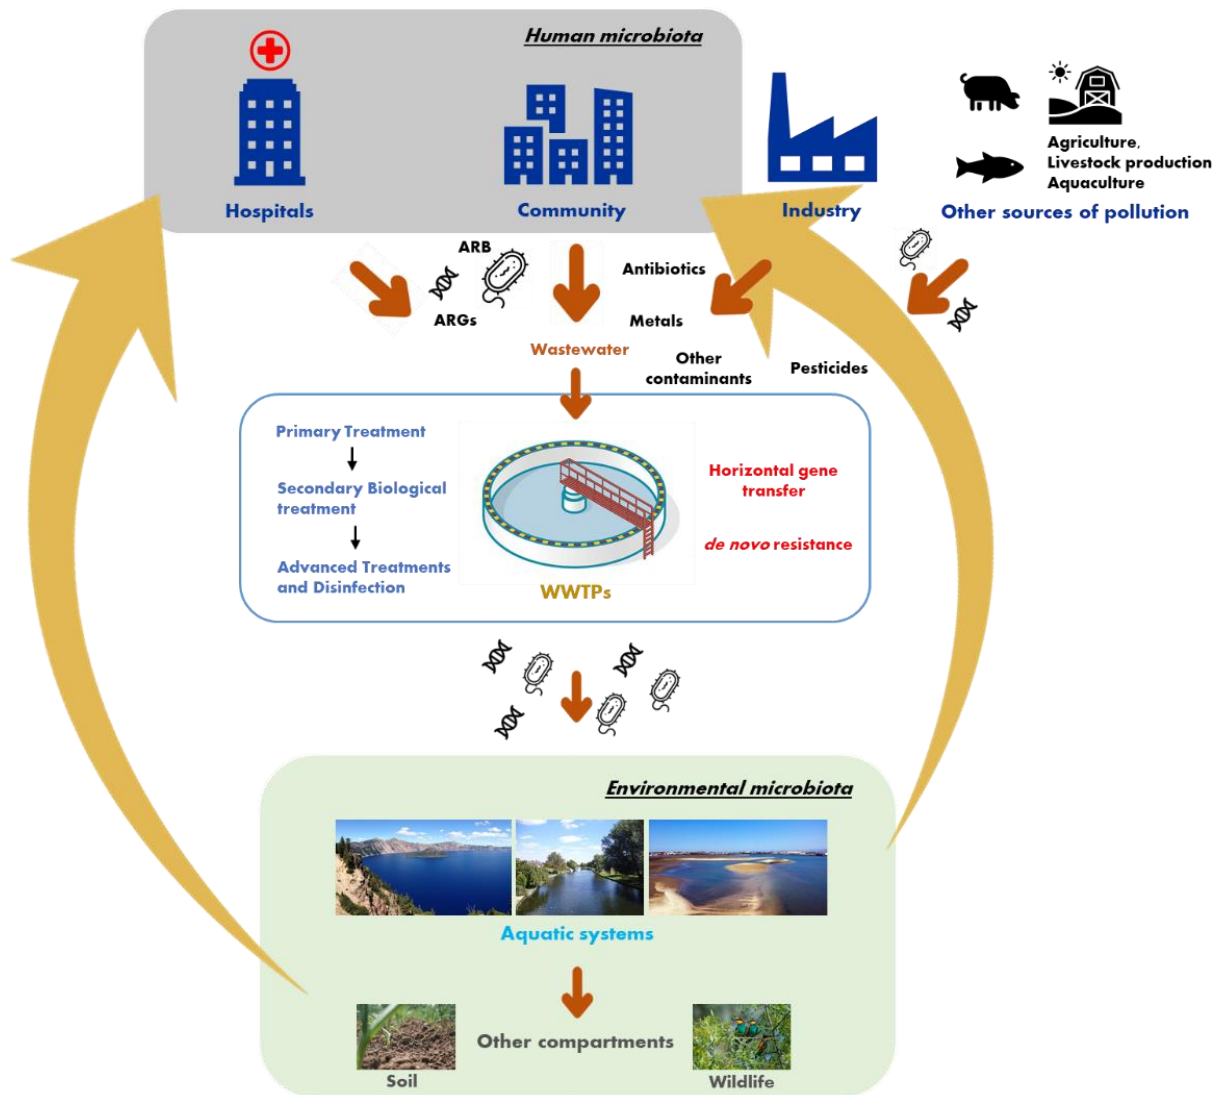 Human microbiota
Hospitals
Community
Industry
Agriculture,
Livestock production
Aquaculture
Other sources of pollution
ARB
ARGs
Antibiotics
Metals
Wastewater
Other
contaminants
Pesticides
Primary Treatment
Secondary Biological
treatment
Advanced Treatments
and Disinfection
WWTPs
Horizontal gene
transfer
de novo resistance
Environmental microbiota
Aquatic systems
Other compartments
Soil
Wildlife